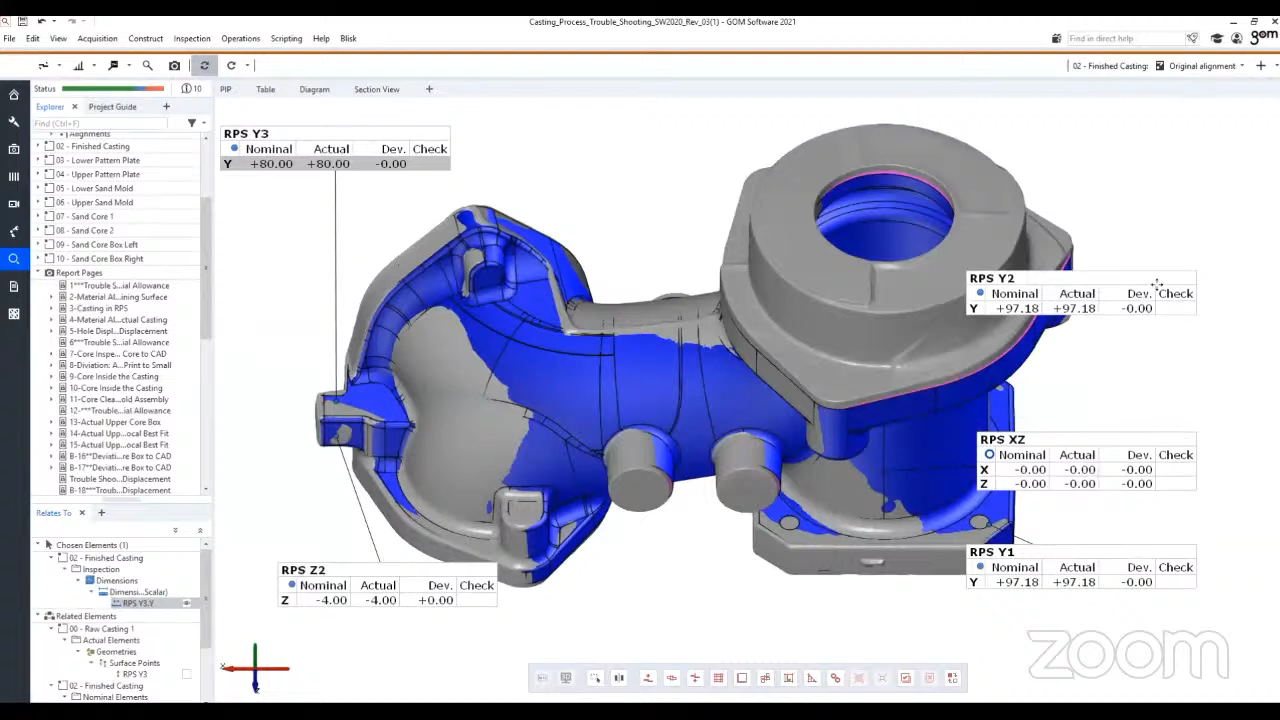 Casting_Process_Trouble_Shooting_SW2020_Rev_03(1) - GOM Software 2021
File Edit View Acquisition Construct Inspection Operations Scripting Help Blisk
Find in direct help
gom
02 - Finished Casting:
Original alignment
Status
10
PIP Table Diagram Section View +
Explorer × Project Guide +
Find (Ctrl+F)
Alignments
02 - Finished Casting
03 - Lower Pattern Plate
04 - Upper Pattern Plate
05 - Lower Sand Mold
06 - Upper Sand Mold
07 - Sand Core 1
08 - Sand Core 2
09 - Sand Core Box Left
10 - Sand Core Box Right
Report Pages
1***Trouble S...ial Allowance
2-Material Al...ining Surface
3-Casting in RPS
4-Material Al...ctual Casting
5-Hole Displ...Displacement
6***Trouble S...ial Allowance
7-Core Inspe... Core to CAD
8-Diviation: A...Print to Small
9-Core Inside the Casting
10-Core Inside the Casting
11-Core Clea...old Assembly
12-***Trouble...ial Allowance
13-Actual Upper Core Box
14-Actual Upp...ocal Best Fit
15-Actual Upp...ocal Best Fit
B-16**Deviati...re Box to CAD
B-17**Deviati...re Box to CAD
Trouble Shoo...Displacement
B-18***Troub...Displacement
Relates To × +
Chosen Elements (1)
02 - Finished Casting
Inspection
Dimensions
Dimensi...Scalar)
RPS Y3.Y
Related Elements
00 - Raw Casting 1
Actual Elements
Geometries
Surface Points
RPS Y3
02 - Finished Casting
Nominal Elements
RPS Y3
Nominal Actual Dev. Check
Y +80.00 +80.00 -0.00
RPS Y2
Nominal Actual Dev. Check
Y +97.18 +97.18 -0.00
RPS XZ
Nominal Actual Dev. Check
X -0.00 -0.00 -0.00
Z -0.00 -0.00 -0.00
RPS Y1
Nominal Actual Dev. Check
Y +97.18 +97.18 -0.00
RPS Z2
Nominal Actual Dev. Check
Z -4.00 -4.00 +0.00
zoom